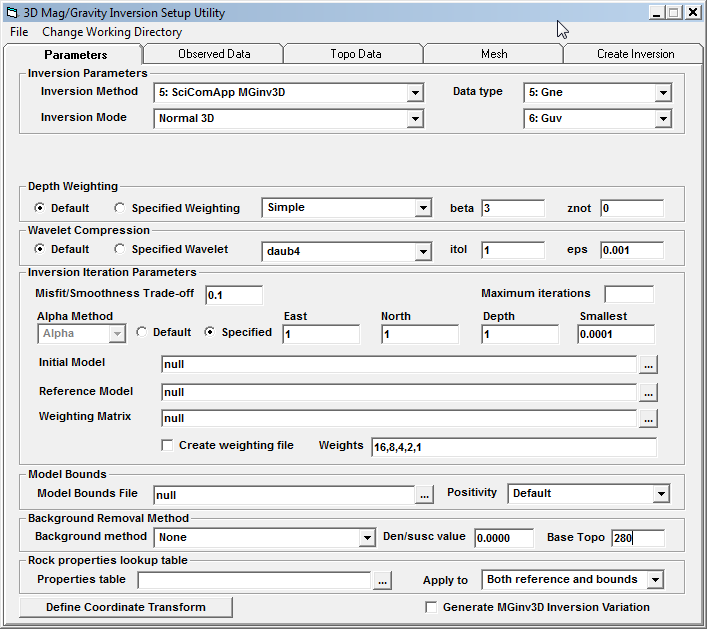 3D Mag/Gravity Inversion Setup Utility
File Change Working Directory
Parameters Observed Data Topo Data Mesh Create Inversion
Inversion Parameters
Inversion Method 5: SciComApp MGinv3D Data type 5: Gne
Inversion Mode Normal 3D 6: Guv
Depth Weighting
Default Specified Weighting Simple beta 3 znot 0
Wavelet Compression
Default Specified Wavelet daub4 itol 1 eps 0.001
Inversion Iteration Parameters
Misfit/Smoothness Trade-off 0.1 Maximum iterations
Alpha Method East North Depth Smallest
Alpha Default Specified 1 1 1 0.0001
Initial Model null ...
Reference Model null ...
Weighting Matrix null ...
Create weighting file Weights 16,8,4,2,1
Model Bounds
Model Bounds File null ... Positivity Default
Background Removal Method
Background method None Den/susc value 0.0000 Base Topo 280
Rock properties lookup table
Properties table ... Apply to Both reference and bounds
Define Coordinate Transform Generate MGinv3D Inversion Variation